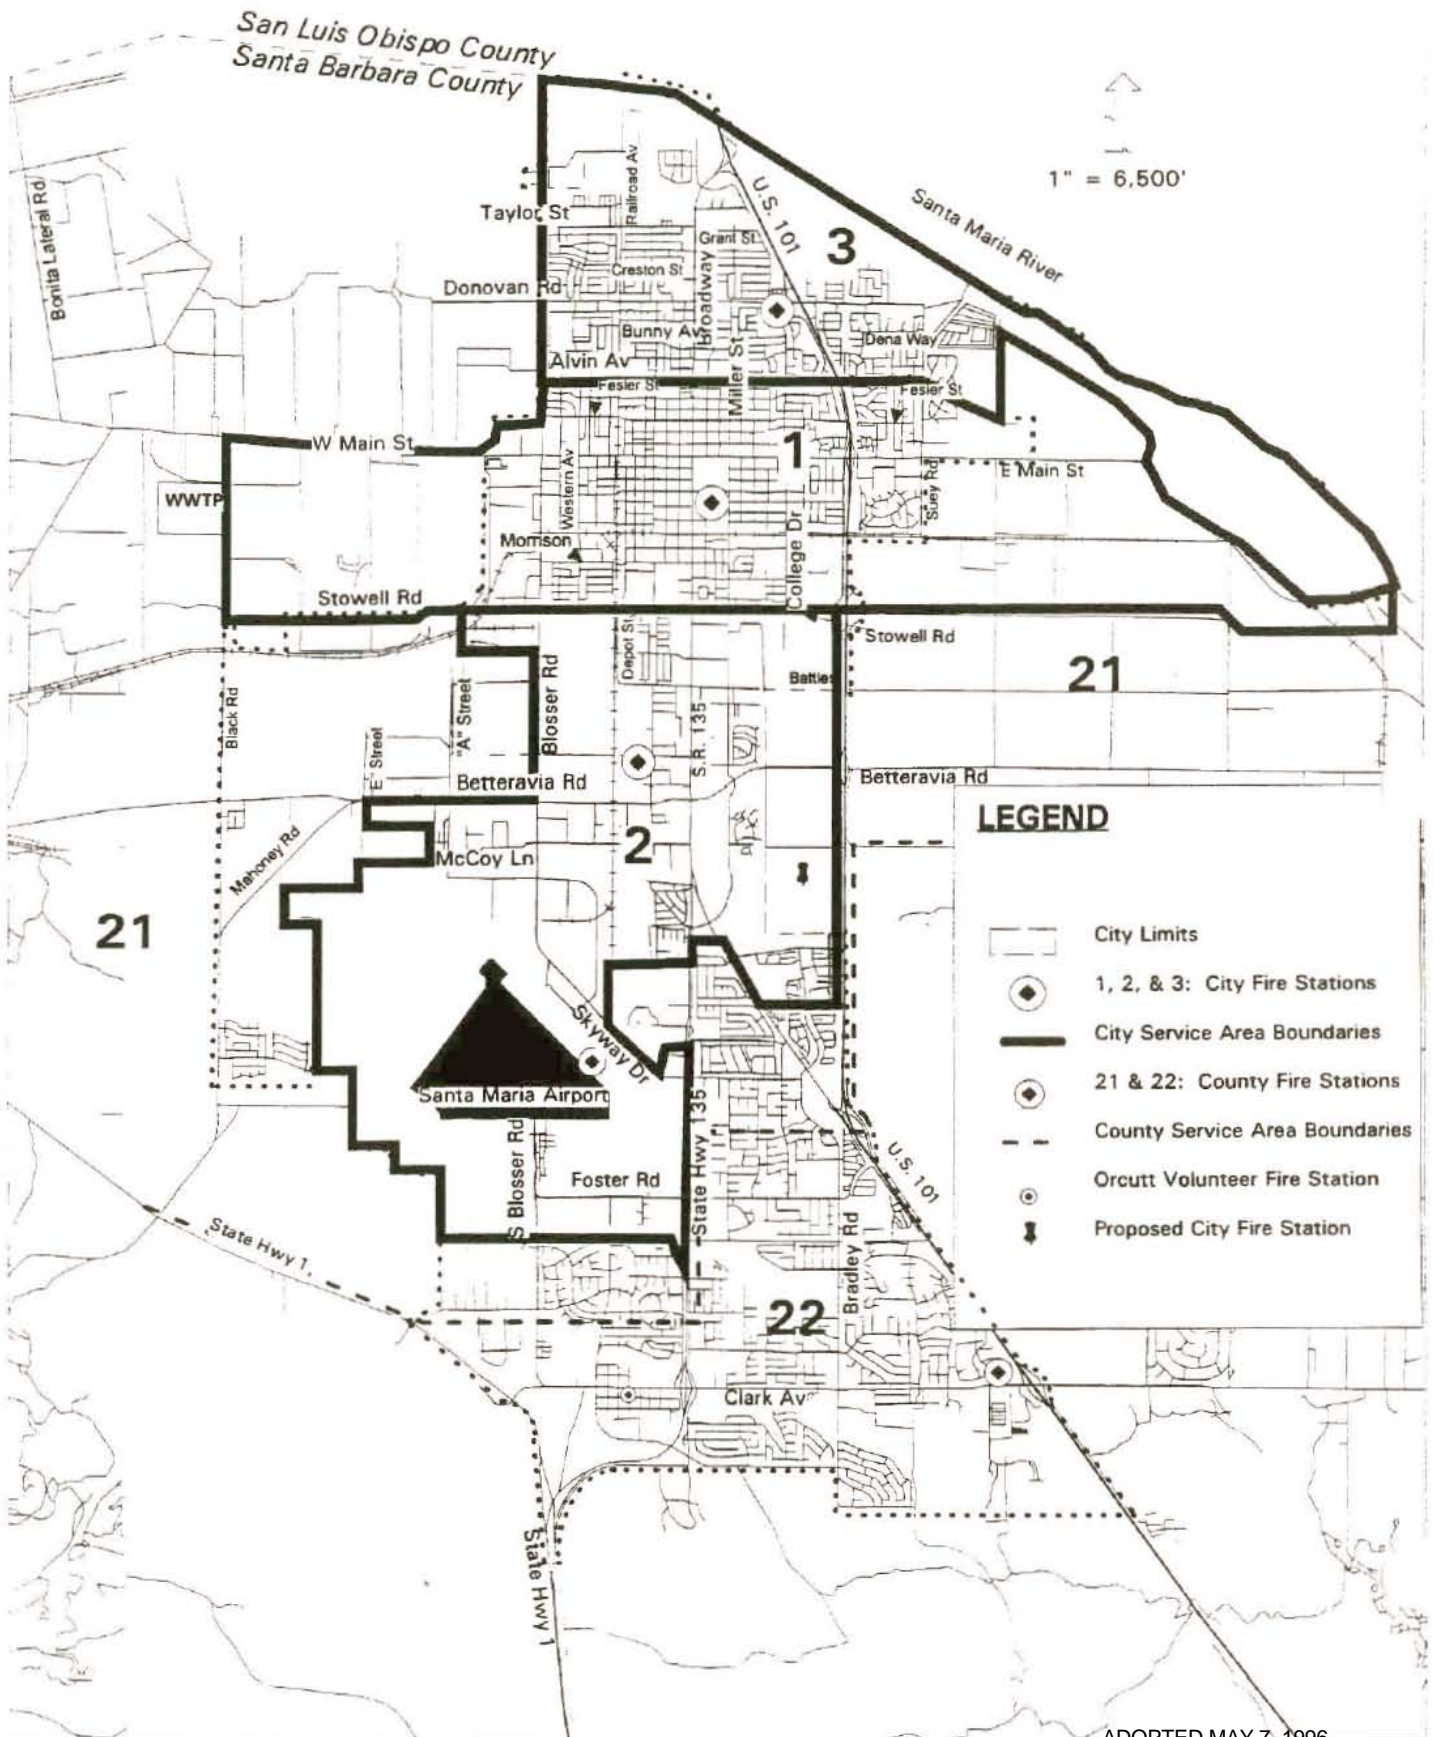 San Luis Obispo County
Santa Barbara County
1" = 6,500'
Bonita Lateral Rd
Taylor St
Railroad Av
U.S. 101
Santa Maria River
Grant St
3
Creston St
Broadway
Donovan Rd
Bunny Av
Miller St
Dena Way
Alvin Av
Fesler St
Fesler St
W Main St
1
E Main St
Western Av
Suey Rd
WWTP
Morrison
College Dr
Stowell Rd
Stowell Rd
Depot St
21
Blosser Rd
Battles
Black Rd
"A" Street
S.R. 135
E" Street
Betteravia Rd
Betteravia Rd
LEGEND
2
Mahoney Rd
McCoy Ln
21
City Limits
1, 2, & 3: City Fire Stations
City Service Area Boundaries
21 & 22: County Fire Stations
County Service Area Boundaries
Orcutt Volunteer Fire Station
Proposed City Fire Station
Skyway Dr
Santa Maria Airport
State Hwy 135
S Blosser Rd
Foster Rd
U.S. 101
State Hwy 1
Bradley Rd
22
Clark Av
State Hwy 1
ADOPTED MAY 7, 1996